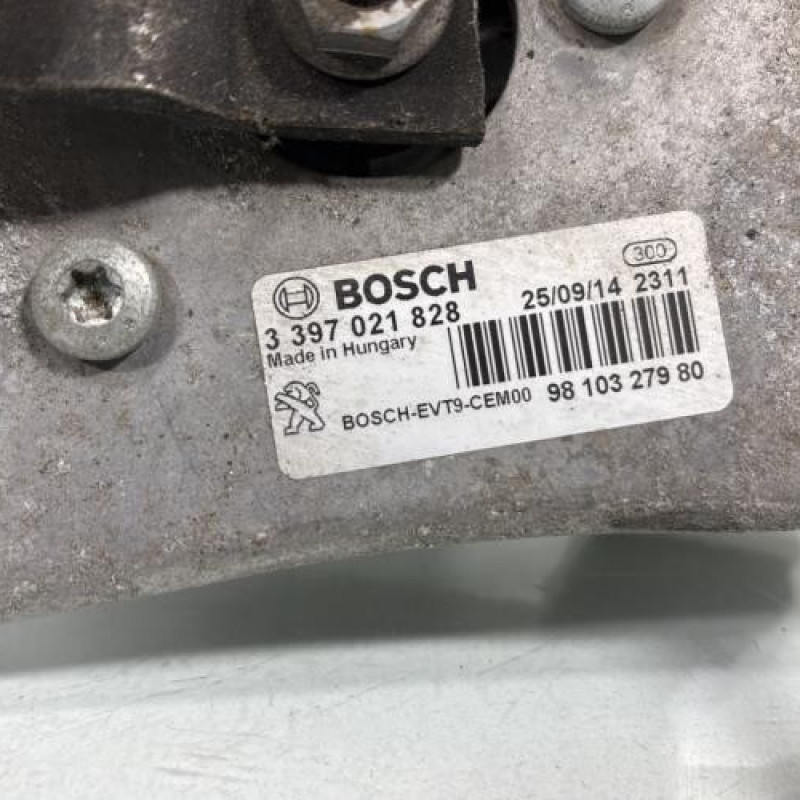 300
BOSCH
25/09/14 2311
3 397 021 828
Made in Hungary
BOSCH-EVT9-CEM00 98 103 279 80